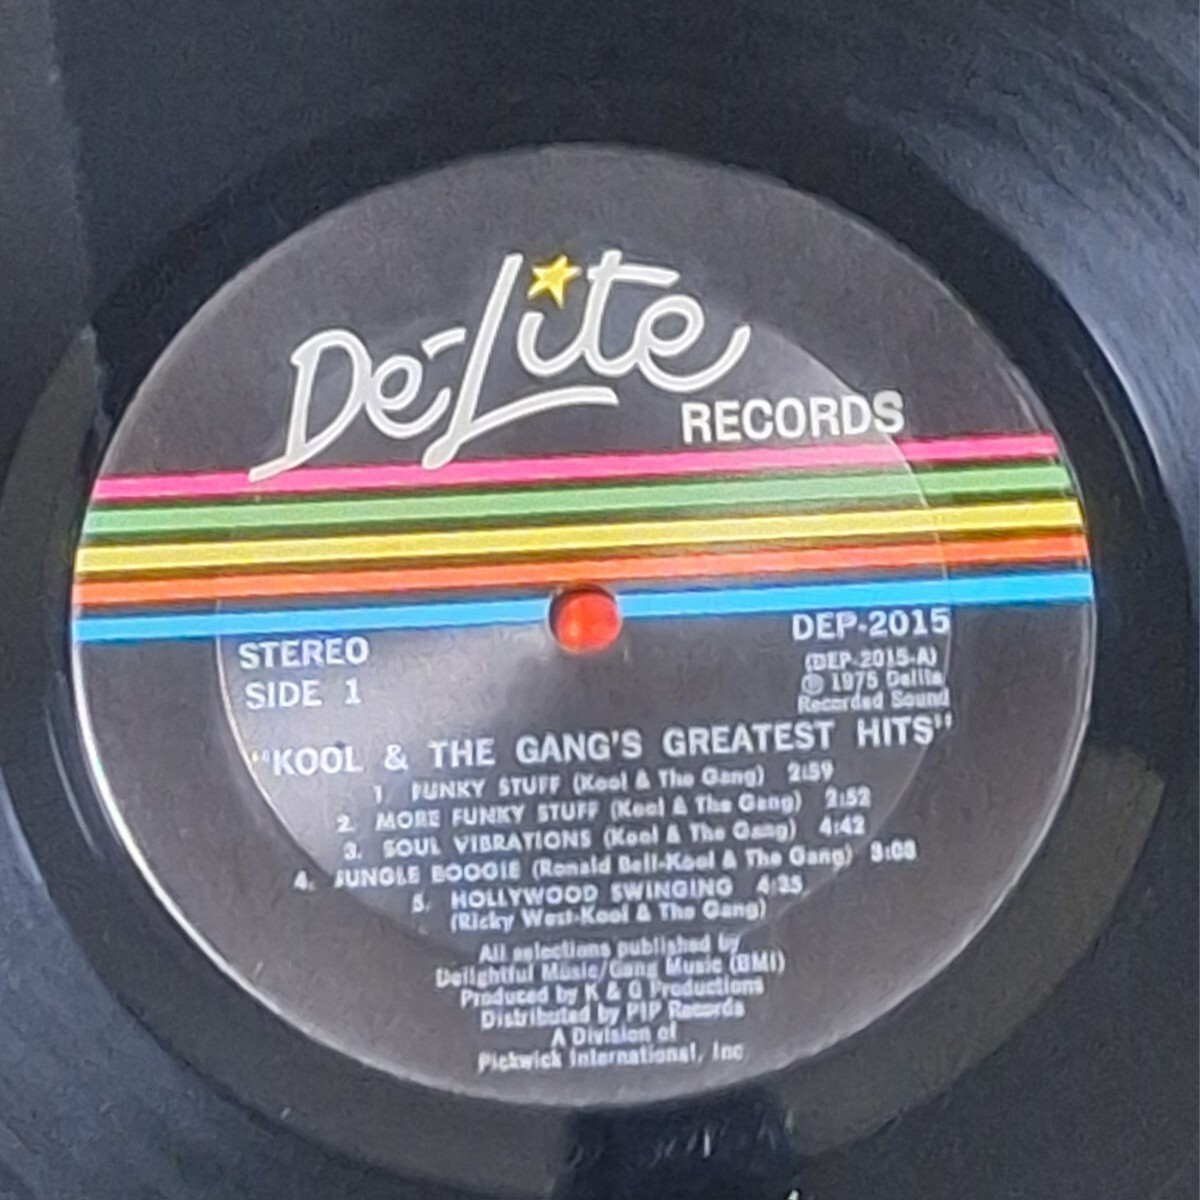 De-Lite
RECORDS
STEREO
SIDE 1
DEP-2015
(DEP-2015-A)
Ⓟ 1975 Delite
Recorded Sound
"KOOL & THE GANG'S GREATEST HITS"
1. FUNKY STUFF (Kool & The Gang) 2:59
2. MORE FUNKY STUFF (Kool & The Gang) 2:52
3. SOUL VIBRATIONS (Kool & The Gang) 4:42
4. JUNGLE BOOGIE (Ronald Bell-Kool & The Gang) 3:08
5. HOLLYWOOD SWINGING 4:35
(Ricky West-Kool & The Gang)
All selections published by
Delightful Music/Gang Music (BMI)
Produced by K & G Productions
Distributed by PIP Records
A Division of
Pickwick International, Inc